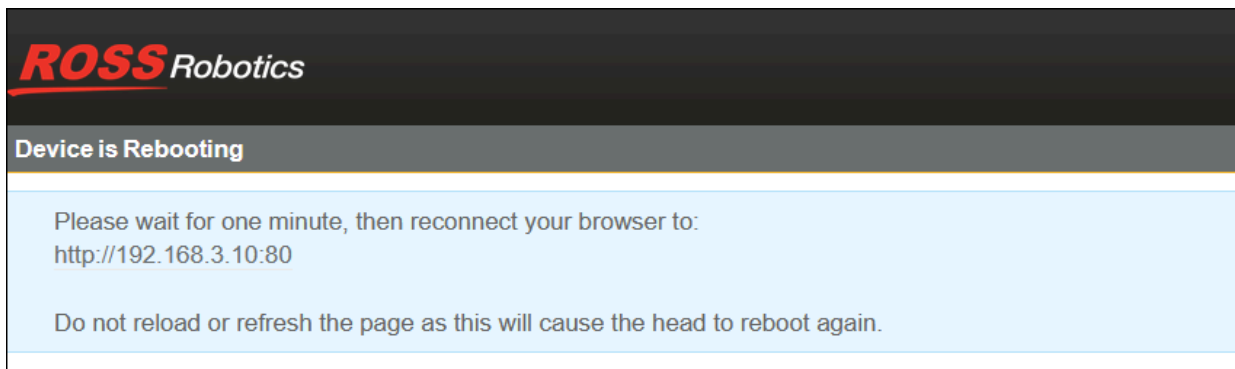 ROSS Robotics
Device is Rebooting
Please wait for one minute, then reconnect your browser to:
http://192.168.3.10:80
Do not reload or refresh the page as this will cause the head to reboot again.